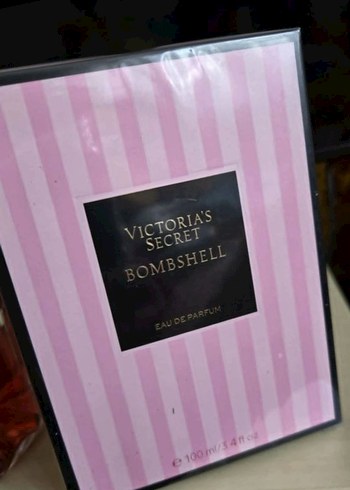 VICTORIA'S
SECRET
BOMBSHELL
EAU DE PARFUM
e 100 ml/3.4 fl oz